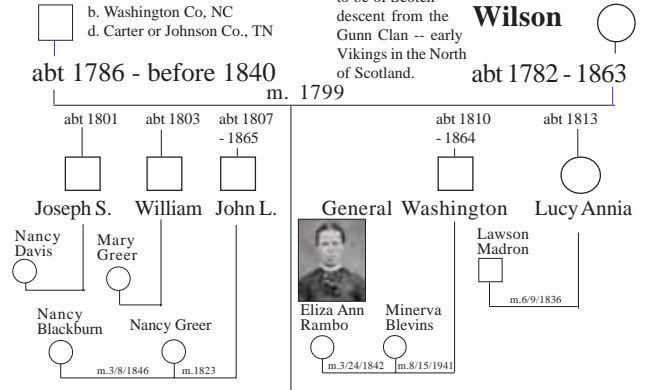 b. Washington Co, NC
d. Carter or Johnson Co., TN
descent from the
Gunn Clan -- early
Vikings in the North
of Scotland.
Wilson
abt 1786 - before 1840
abt 1782 - 1863
m. 1799
abt 1801
abt 1803
abt 1807
- 1865
abt 1810
- 1864
abt 1813
Joseph S.
William
John L.
General Washington
Lucy Annia
Nancy
Davis
Mary
Greer
Lawson
Madron
m.6/9/1836
Nancy
Blackburn
Nancy Greer
Eliza Ann
Rambo
Minerva
Blevins
m.3/8/1846
m.1823
m.3/24/1842
m.8/15/1941